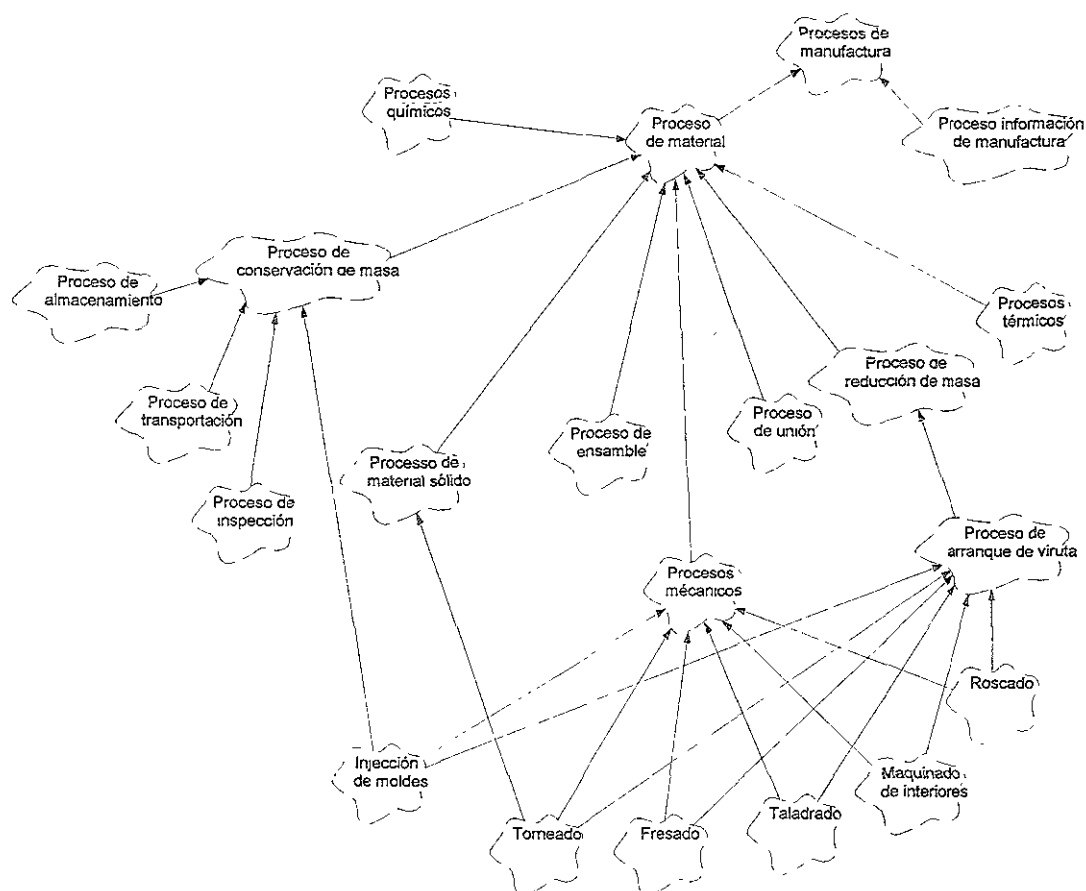 Procesos de
manufactura
Procesos
químicos
Proceso
de material
Proceso información
de manufactura
Proceso de
conservación de masa
Proceso de
almacenamiento
Procesos
térmicos
Proceso de
reducción de masa
Proceso de
transportación
Proceso de
ensamble
Proceso
de unión
Processo de
material sólido
Proceso de
inspección
Proceso de
arranque de viruta
Procesos
mécanicos
Roscado
Injección
de moldes
Maquinado
de interiores
Torneado
Fresado
Taladrado